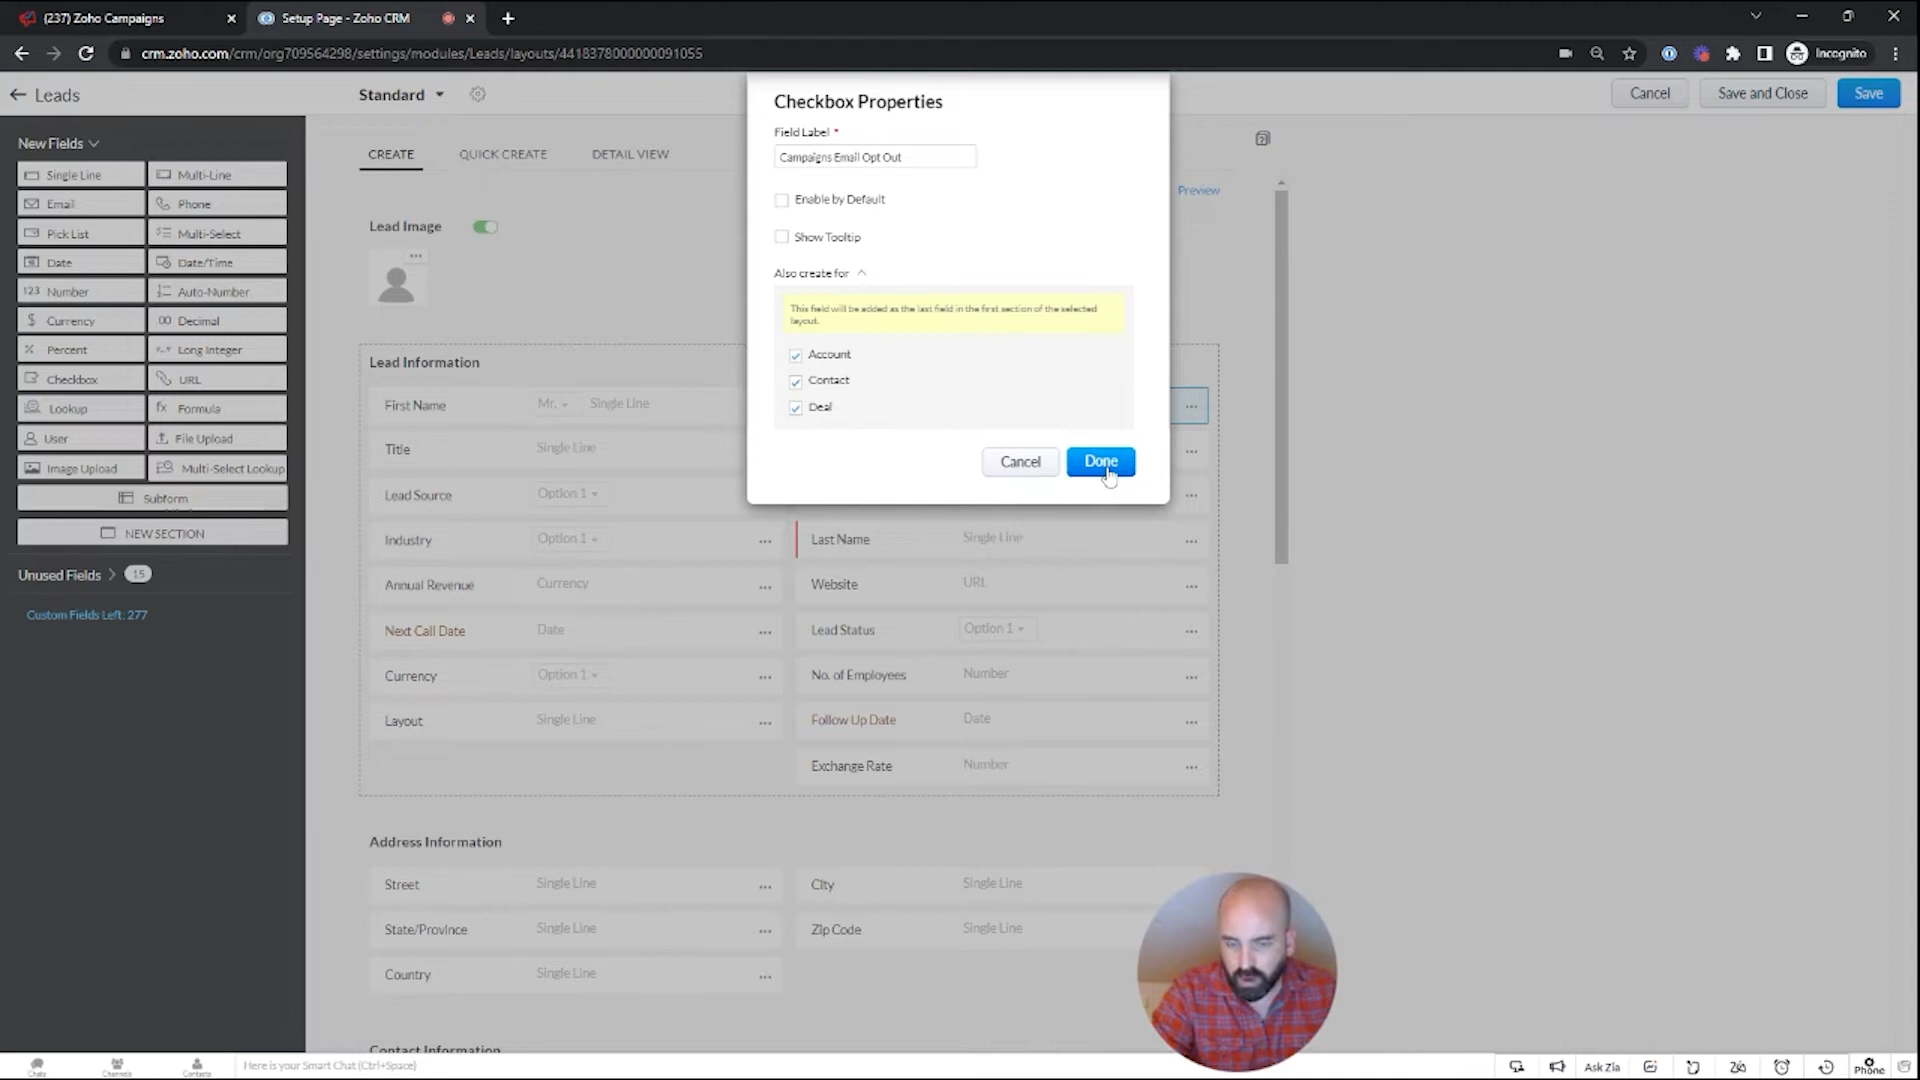 (237) Zoho Campaigns
Setup Page - Zoho CRM
crm.zoho.com/crm/org709564298/settings/modules/Leads/layouts/4418378000000091055
Incognito
Leads
Standard
Cancel
Save and Close
Save
New Fields
Single Line
Multi-Line
Email
Phone
Pick List
Multi-Select
Date
Date/Time
123 Number
Auto-Number
$ Currency
00 Decimal
% Percent
Long Integer
Checkbox
URL
Lookup
fx Formula
User
File Upload
Image Upload
Multi-Select Lookup
Subform
NEW SECTION
Unused Fields
15
Custom Fields Left: 277
CREATE
QUICK CREATE
DETAIL VIEW
Preview
Lead Image
Checkbox Properties
Field Label *
Campaigns Email Opt Out
Enable by Default
Show Tooltip
Also create for
This field will be added as the last field in the first section of the selected
layout.
Account
Contact
Deal
Cancel
Done
Lead Information
First Name
Mr.
Single Line
Title
Single Line
Lead Source
Option 1
Industry
Option 1
Last Name
Single Line
Annual Revenue
Currency
Website
URL
Next Call Date
Date
Lead Status
Option 1
Currency
Option 1
No. of Employees
Number
Layout
Single Line
Follow Up Date
Date
Exchange Rate
Number
Address Information
Street
Single Line
City
Single Line
State/Province
Single Line
Zip Code
Single Line
Country
Single Line
Contact Information
Chats
Channels
Contacts
Here is your Smart Chat (Ctrl+Space)
Ask Zia
Phone